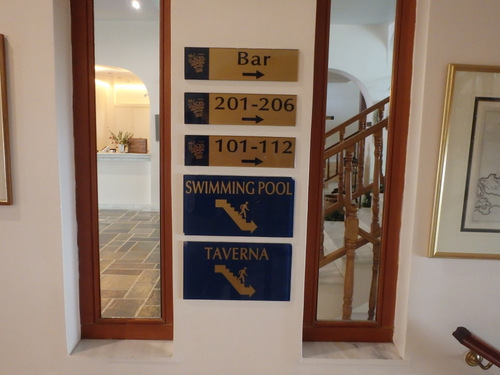 Bar
201-206
101-112
SWIMMING POOL
TAVERNA